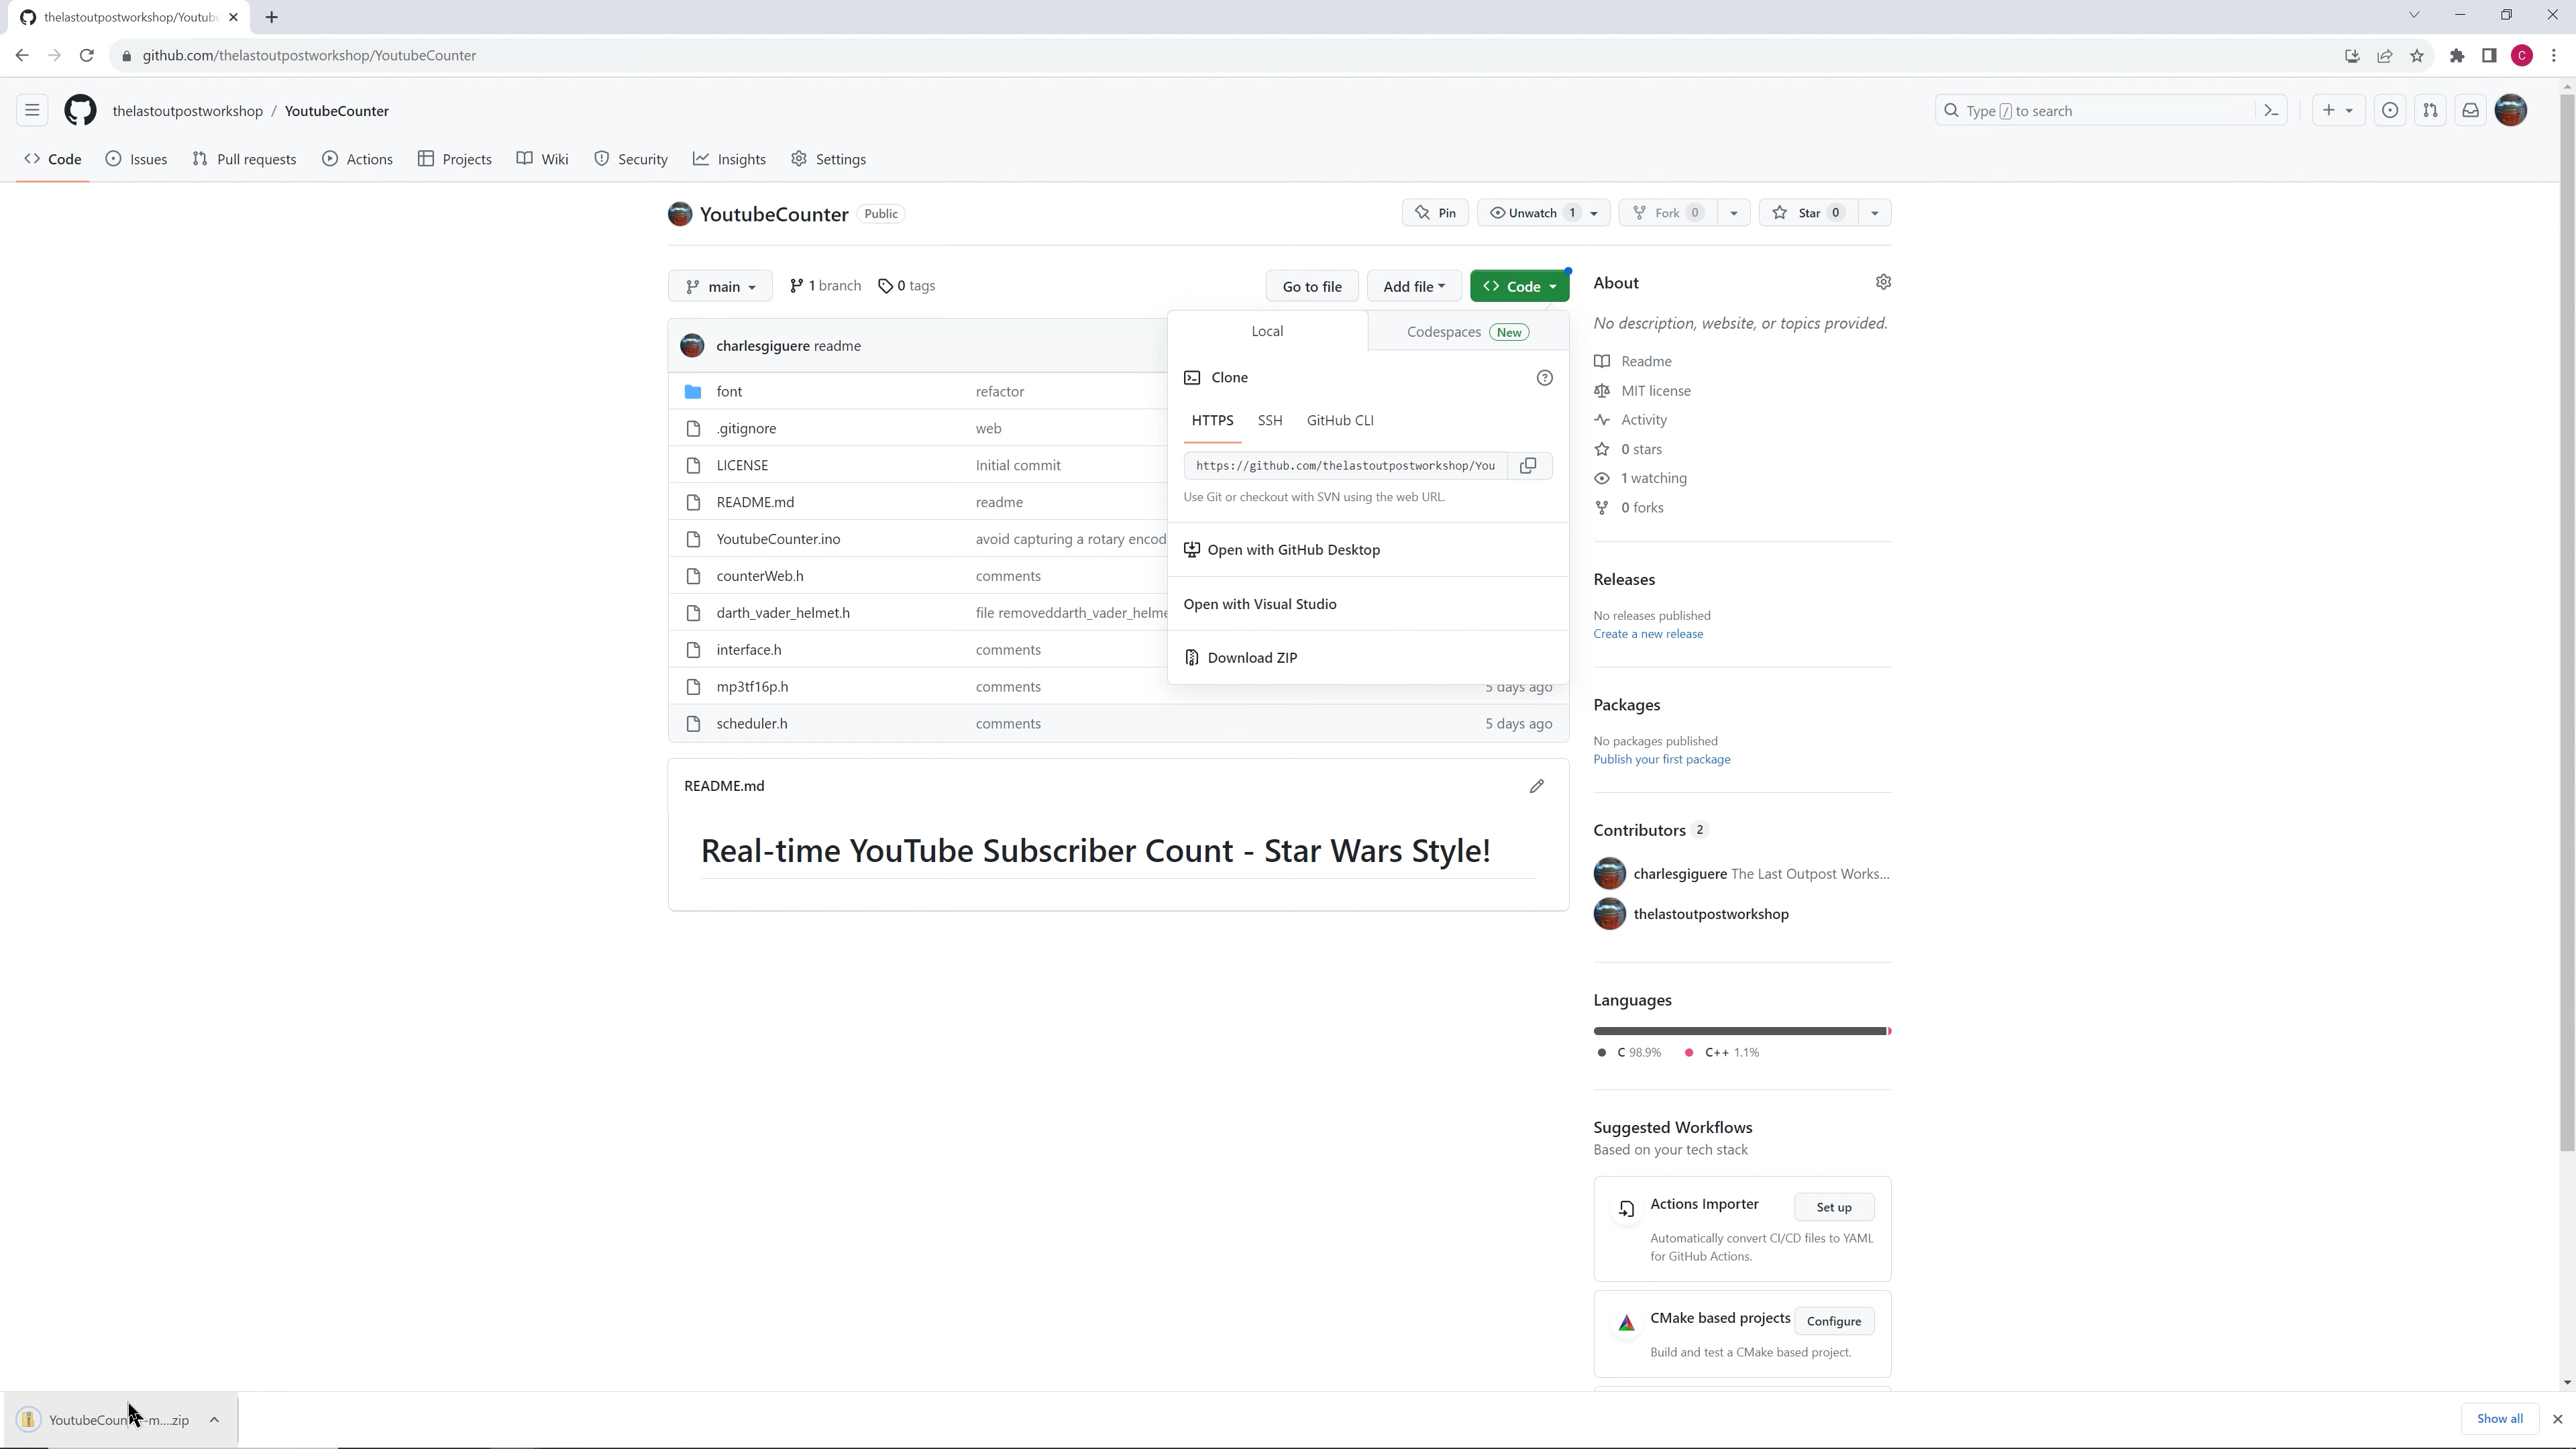 thelastoutpostworkshop/Youtube
github.com/thelastoutpostworkshop/YoutubeCounter
C
thelastoutpostworkshop / YoutubeCounter
Type / to search
Code Issues Pull requests Actions Projects Wiki Security Insights Settings
YoutubeCounter Public
Pin Unwatch 1 Fork 0 Star 0
main 1 branch 0 tags Go to file Add file Code
charlesgiguere readme
font refactor
.gitignore web
LICENSE Initial commit
README.md readme
YoutubeCounter.ino avoid capturing a rotary encod
counterWeb.h comments
darth_vader_helmet.h file removeddarth_vader_helme
interface.h comments
mp3tf16p.h comments 5 days ago
scheduler.h comments 5 days ago
Local Codespaces New
Clone
HTTPS SSH GitHub CLI
https://github.com/thelastoutpostworkshop/You
Use Git or checkout with SVN using the web URL.
Open with GitHub Desktop
Open with Visual Studio
Download ZIP
README.md
Real-time YouTube Subscriber Count - Star Wars Style!
About
No description, website, or topics provided.
Readme
MIT license
Activity
0 stars
1 watching
0 forks
Releases
No releases published
Create a new release
Packages
No packages published
Publish your first package
Contributors 2
charlesgiguere The Last Outpost Works...
thelastoutpostworkshop
Languages
C 98.9% C++ 1.1%
Suggested Workflows
Based on your tech stack
Actions Importer Set up
Automatically convert CI/CD files to YAML
for GitHub Actions.
CMake based projects Configure
Build and test a CMake based project.
YoutubeCoun -m....zip
Show all